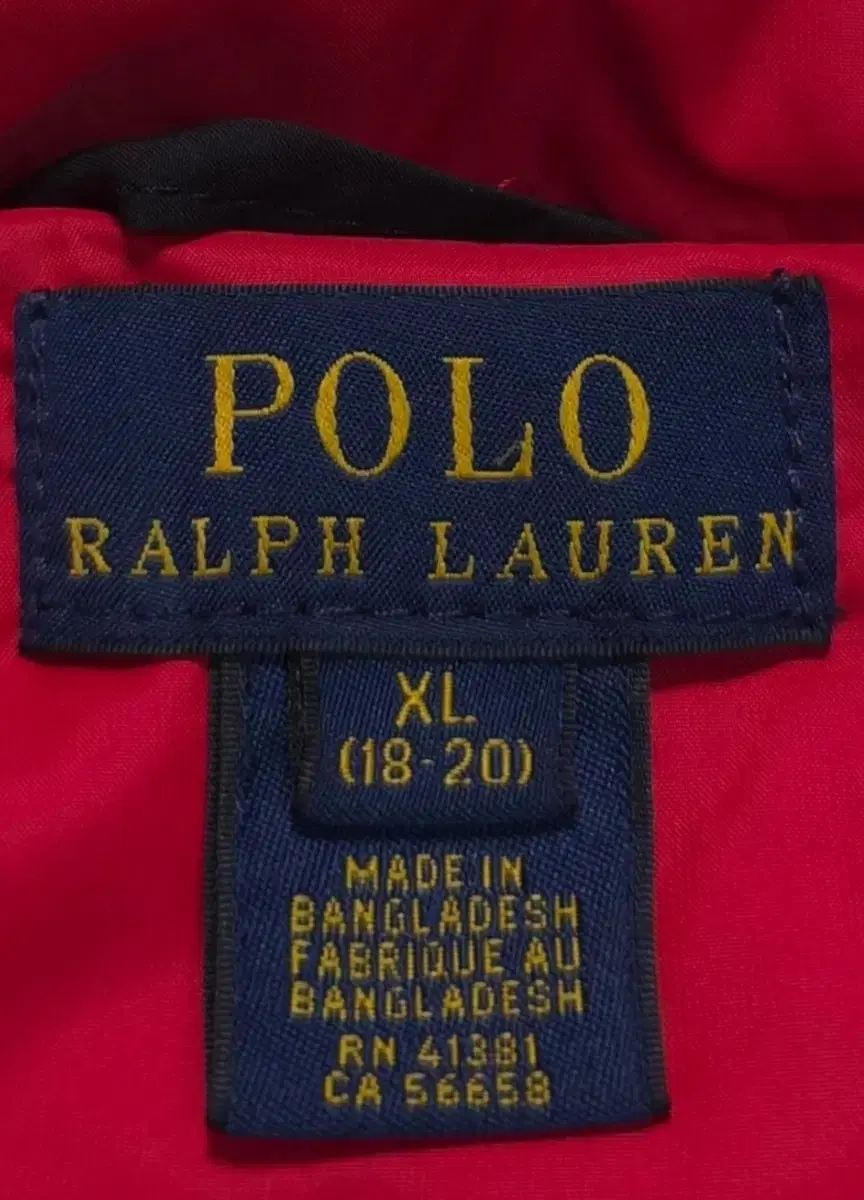 POLO
RALPH LAUREN
XL
(18-20)
MADE IN
BANGLADESH
FABRIQUE AU
BANGLADESH
RN 41381
CA 56658